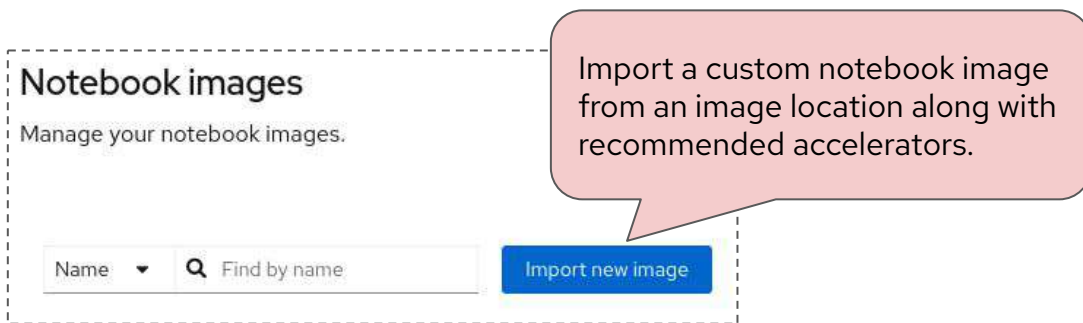 Notebook images
Manage your notebook images.
Import a custom notebook image
from an image location along with
recommended accelerators.
Name
Find by name
Import new image